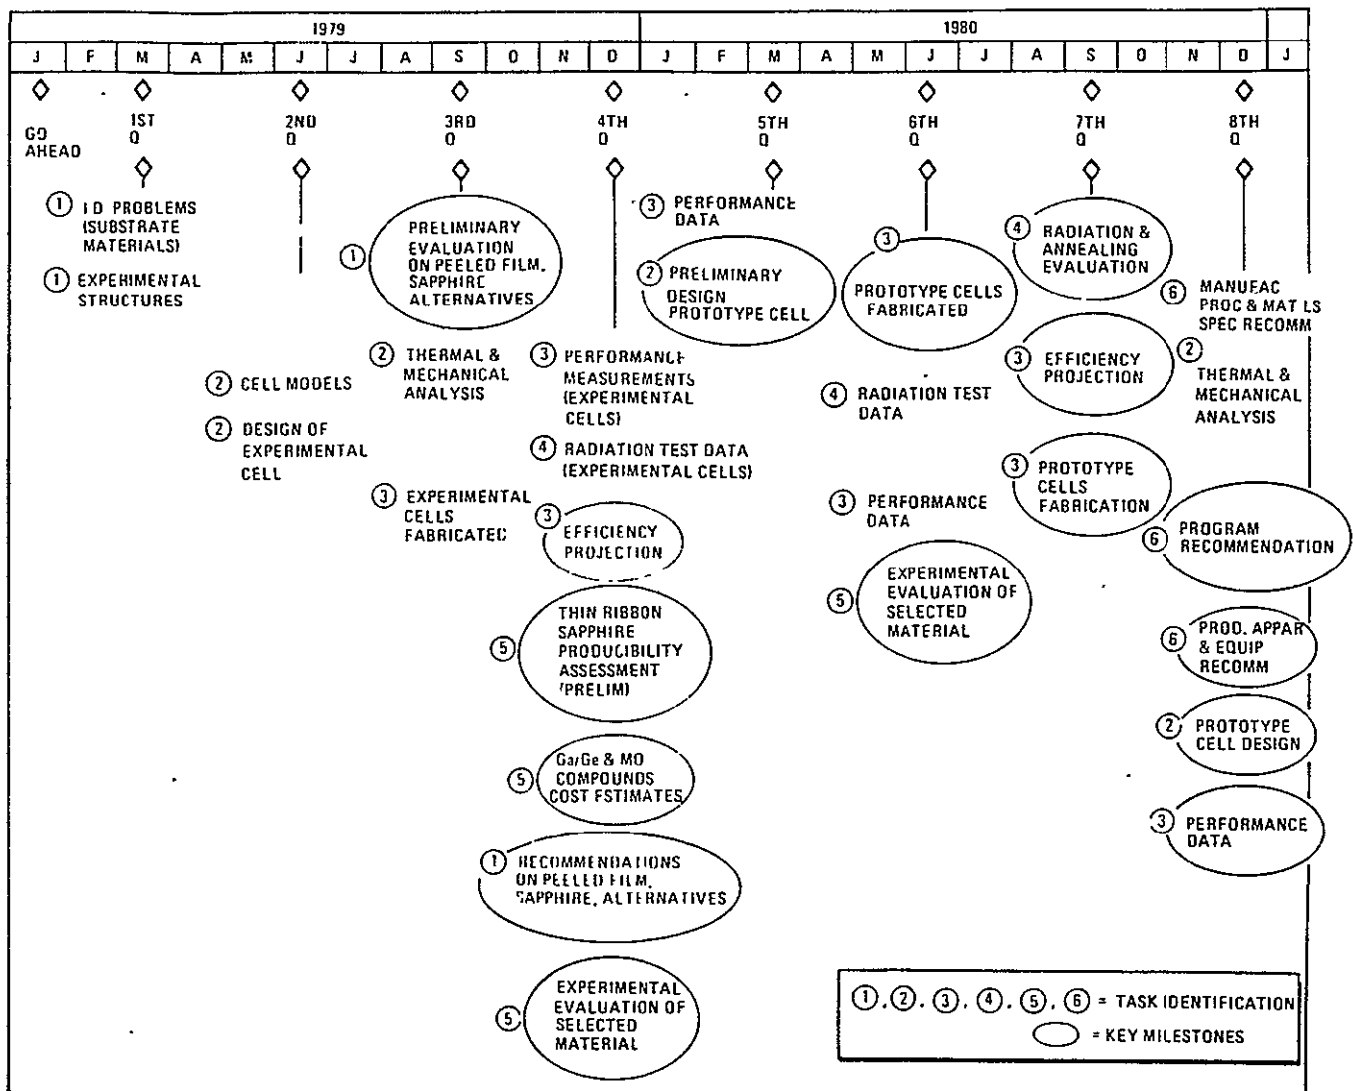 1979
1980
J F M A M J J A S O N D J F M A M J J A S O N D J
GO
AHEAD
1ST
Q
2ND
Q
3RD
Q
4TH
Q
5TH
Q
6TH
Q
7TH
Q
8TH
Q
1 I D PROBLEMS
(SUBSTRATE
MATERIALS)
1 EXPERIMENTAL
STRUCTURES
2 CELL MODELS
2 DESIGN OF
EXPERIMENTAL
CELL
1
PRELIMINARY
EVALUATION
ON PEELED FILM,
SAPPHIRE
ALTERNATIVES
2 THERMAL &
MECHANICAL
ANALYSIS
3 EXPERIMENTAL
CELLS
FABRICATED
3 PERFORMANCE
MEASUREMENTS
(EXPERIMENTAL
CELLS)
4 RADIATION TEST DATA
(EXPERIMENTAL CELLS)
3
EFFICIENCY
PROJECTION
5
THIN RIBBON
SAPPHIRE
PRODUCIBILITY
ASSESSMENT
(PRELIM)
5
Ga/Ge & MO
COMPOUNDS
COST ESTIMATES
1 RECOMMENDATIONS
ON PEELED FILM,
SAPPHIRE, ALTERNATIVES
5
EXPERIMENTAL
EVALUATION OF
SELECTED
MATERIAL
3 PERFORMANCE
DATA
2 PRELIMINARY
DESIGN
PROTOTYPE CELL
3
PROTOTYPE CELLS
FABRICATED
4 RADIATION TEST
DATA
3 PERFORMANCE
DATA
5
EXPERIMENTAL
EVALUATION OF
SELECTED
MATERIAL
4 RADIATION &
ANNEALING
EVALUATION
3 EFFICIENCY
PROJECTION
3 PROTOTYPE
CELLS
FABRICATION
6 MANUFAC
PROC & MAT LS
SPEC RECOMM
2
THERMAL &
MECHANICAL
ANALYSIS
6 PROGRAM
RECOMMENDATION
6 PROD. APPAR
& EQUIP
RECOMM
2 PROTOTYPE
CELL DESIGN
3 PERFORMANCE
DATA
1, 2, 3, 4, 5, 6 = TASK IDENTIFICATION
= KEY MILESTONES